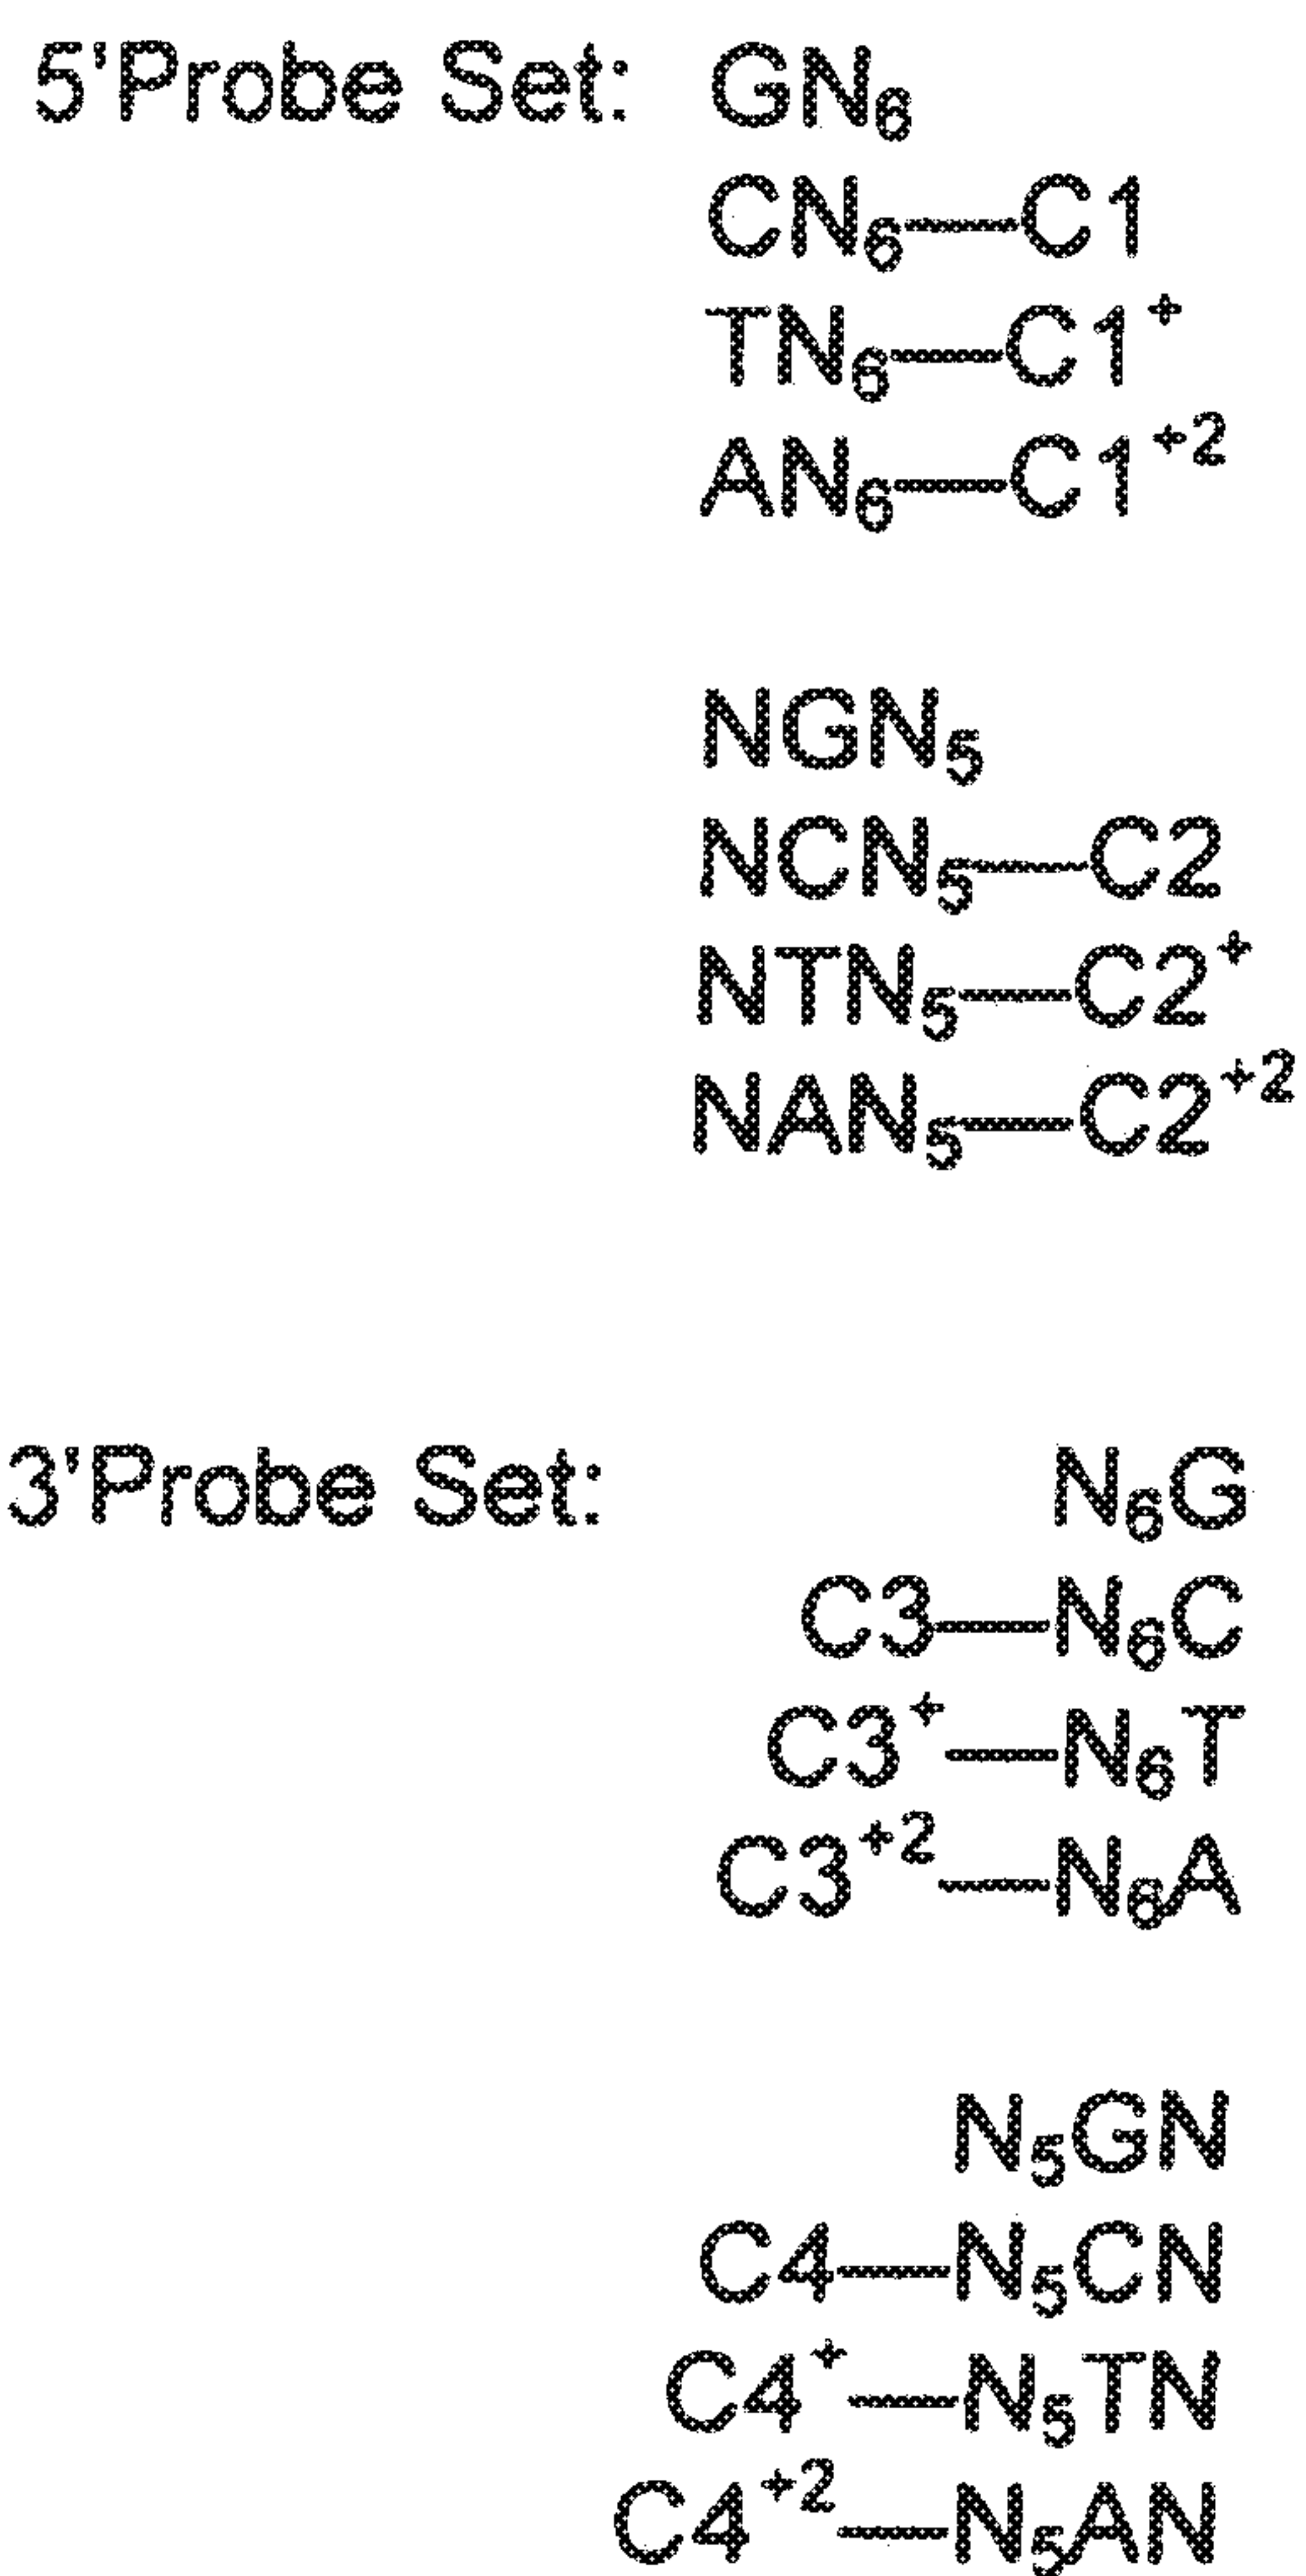 5'Probe Set: GN₆
CN₆—C1
TN₆—C1⁺
AN₆—C1⁺²
NGN₅
NCN₅—C2
NTN₅—C2⁺
NAN₅—C2⁺²
3'Probe Set: N₆G
C3—N₆C
C3⁺—N₆T
C3⁺²—N₆A
N₅GN
C4—N₅CN
C4⁺—N₅TN
C4⁺²—N₅AN